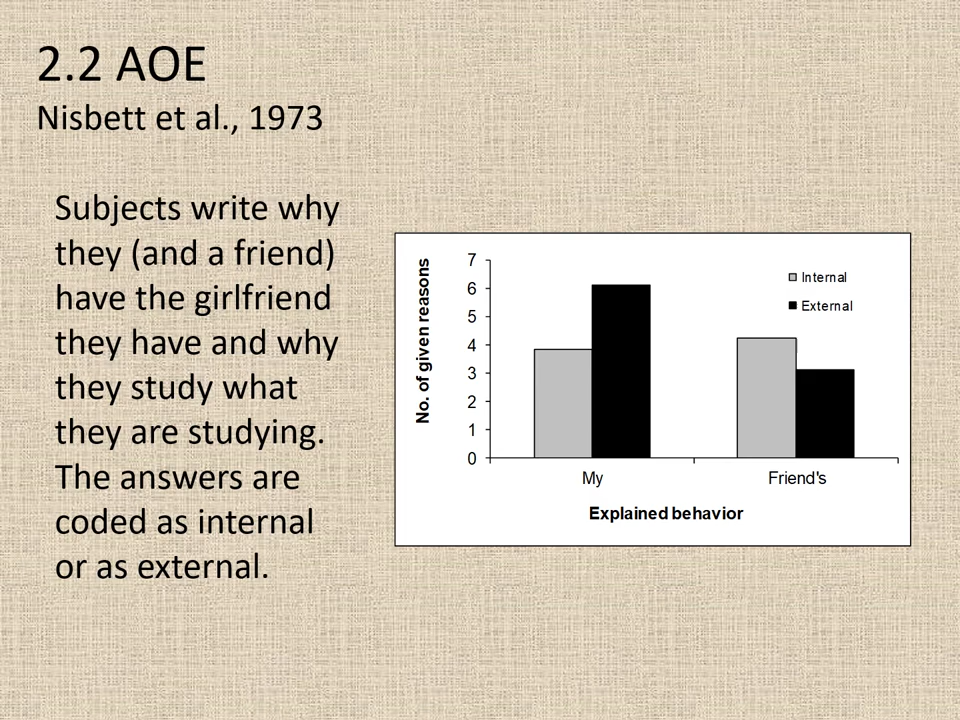 2.2 AOE
Nisbett et al., 1973
Subjects write why
they (and a friend)
have the girlfriend
they have and why
they study what
they are studying.
The answers are
coded as internal
or as external.
No. of given reasons
7
6
5
4
3
2
1
0
Internal
External
My
Friend's
Explained behavior